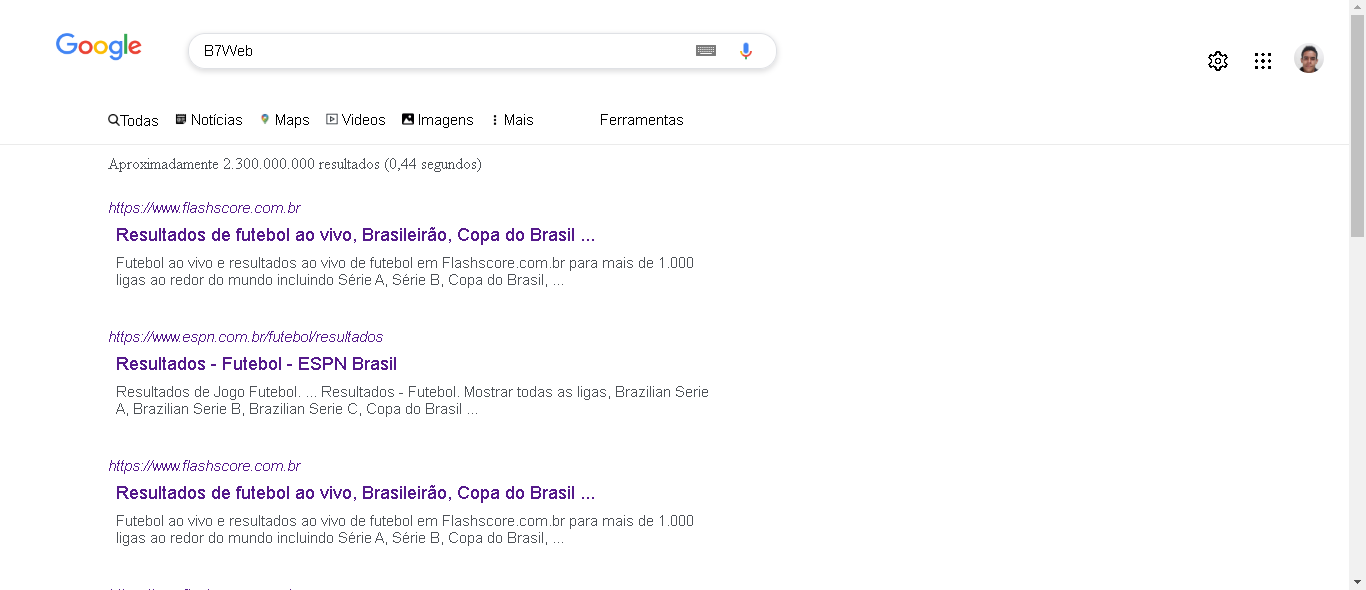 Google
B7Web
Todas Notícias Maps Videos Imagens Mais Ferramentas
Aproximadamente 2.300.000.000 resultados (0,44 segundos)
https://www.flashscore.com.br
Resultados de futebol ao vivo, Brasileirão, Copa do Brasil ...
Futebol ao vivo e resultados ao vivo de futebol em Flashscore.com.br para mais de 1.000
ligas ao redor do mundo incluindo Série A, Série B, Copa do Brasil, ...
https://www.espn.com.br/futebol/resultados
Resultados - Futebol - ESPN Brasil
Resultados de Jogo Futebol. ... Resultados - Futebol. Mostrar todas as ligas, Brazilian Serie
A, Brazilian Serie B, Brazilian Serie C, Copa do Brasil ...
https://www.flashscore.com.br
Resultados de futebol ao vivo, Brasileirão, Copa do Brasil ...
Futebol ao vivo e resultados ao vivo de futebol em Flashscore.com.br para mais de 1.000
ligas ao redor do mundo incluindo Série A, Série B, Copa do Brasil, ...